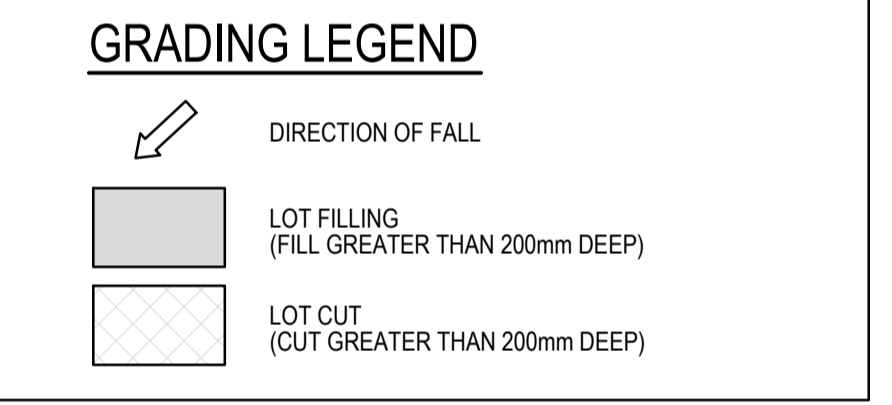 GRADING LEGEND
DIRECTION OF FALL
LOT FILLING
(FILL GREATER THAN 200mm DEEP)
LOT CUT
(CUT GREATER THAN 200mm DEEP)